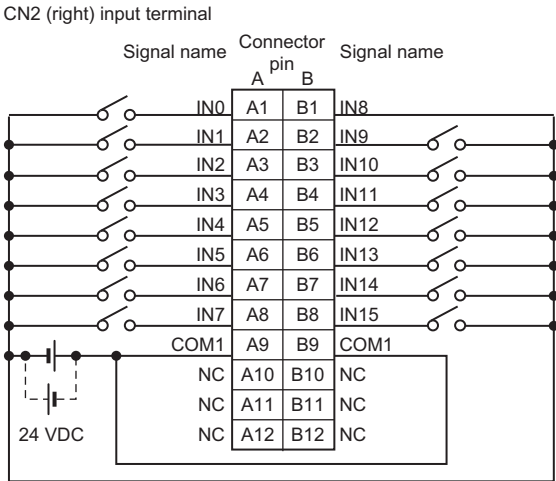 CN2 (right) input terminal
Signal name Connector pin Signal name
A B
IN0 A1 B1 IN8
IN1 A2 B2 IN9
IN2 A3 B3 IN10
IN3 A4 B4 IN11
IN4 A5 B5 IN12
IN5 A6 B6 IN13
IN6 A7 B7 IN14
IN7 A8 B8 IN15
COM1 A9 B9 COM1
NC A10 B10 NC
NC A11 B11 NC
24 VDC NC A12 B12 NC